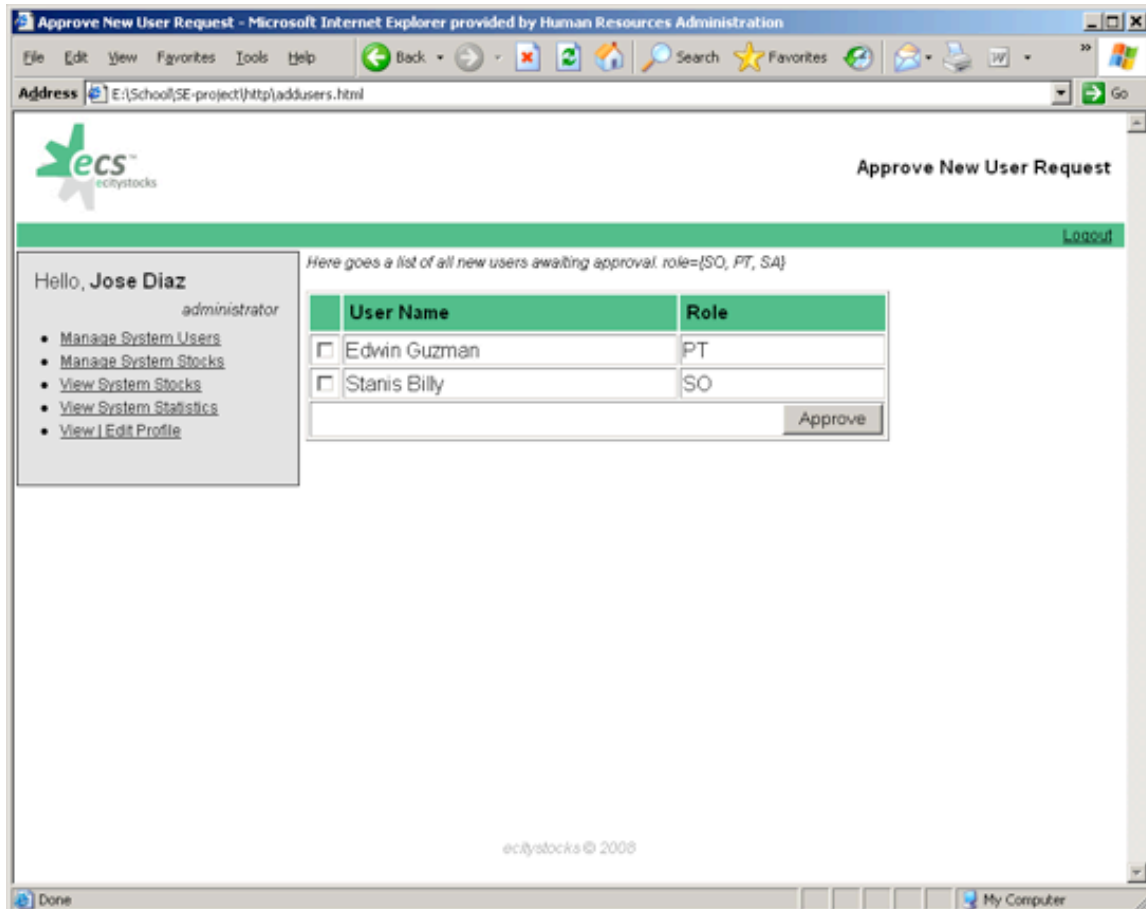 Approve New User Request - Microsoft Internet Explorer provided by Human Resources Administration
File Edit View Favorites Tools Help Back Search Favorites »
Address E:\School\SE-project\http\addusers.html Go
ecs™
ecitystocks
Approve New User Request
Logout
Hello, Jose Diaz
administrator
Manage System Users
Manage System Stocks
View System Stocks
View System Statistics
View | Edit Profile
Here goes a list of all new users awaiting approval. role={SO, PT, SA}
User Name Role
Edwin Guzman PT
Stanis Billy SO
Approve
ecitystocks © 2008
Done My Computer